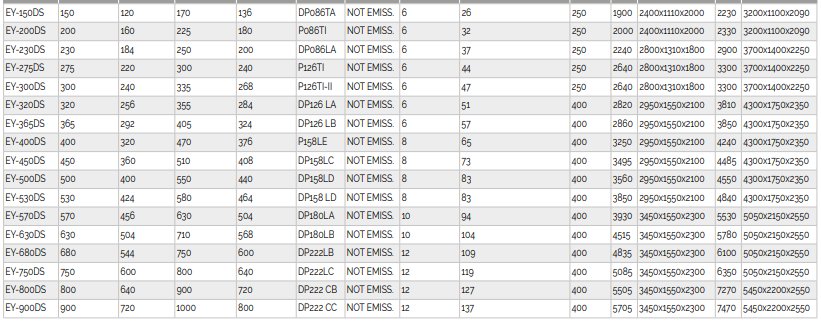 EY-150DS 150 120 170 136 DP086TA NOT EMISS. 6 26 250 1900 2400x1110x2000 2230 3200x1100x2090
EY-200DS 200 160 225 180 P086TI NOT EMISS. 6 32 250 2000 2400x1110x2000 2330 3200x1100x2090
EY-230DS 230 184 250 200 DP086LA NOT EMISS. 6 37 250 2240 2800x1310x1800 2900 3700x1400x2250
EY-275DS 275 220 300 240 P126TI NOT EMISS. 6 44 250 2640 2800x1310x1800 3300 3700x1400x2250
EY-300DS 300 240 335 268 P126TI-II NOT EMISS. 6 47 250 2640 2800x1310x1800 3300 3700x1400x2250
EY-320DS 320 256 355 284 DP126 LA NOT EMISS. 6 51 400 2820 2950x1550x2100 3810 4300x1750x2350
EY-365DS 365 292 405 324 DP126 LB NOT EMISS. 6 57 400 2860 2950x1550x2100 3850 4300x1750x2350
EY-400DS 400 320 470 376 P158LE NOT EMISS. 8 65 400 3250 2950x1550x2100 4240 4300x1750x2350
EY-450DS 450 360 510 408 DP158LC NOT EMISS. 8 73 400 3495 2950x1550x2100 4485 4300x1750x2350
EY-500DS 500 400 550 440 DP158LD NOT EMISS. 8 83 400 3560 2950x1550x2100 4550 4300x1750x2350
EY-530DS 530 424 580 464 DP158 LD NOT EMISS. 8 83 400 3850 2950x1550x2100 4840 4300x1750x2350
EY-570DS 570 456 630 504 DP180LA NOT EMISS. 10 94 400 3930 3450x1550x2300 5530 5050x2150x2550
EY-630DS 630 504 710 568 DP180LB NOT EMISS. 10 104 400 4515 3450x1550x2300 5780 5050x2150x2550
EY-680DS 680 544 750 600 DP222LB NOT EMISS. 12 109 400 4835 3450x1550x2300 6100 5050x2150x2550
EY-750DS 750 600 800 640 DP222LC NOT EMISS. 12 119 400 5085 3450x1550x2300 6350 5050x2150x2550
EY-800DS 800 640 900 720 DP222 CB NOT EMISS. 12 127 400 5505 3450x1550x2300 7270 5450x2200x2550
EY-900DS 900 720 1000 800 DP222 CC NOT EMISS. 12 137 400 5705 3450x1550x2300 7470 5450x2200x2550